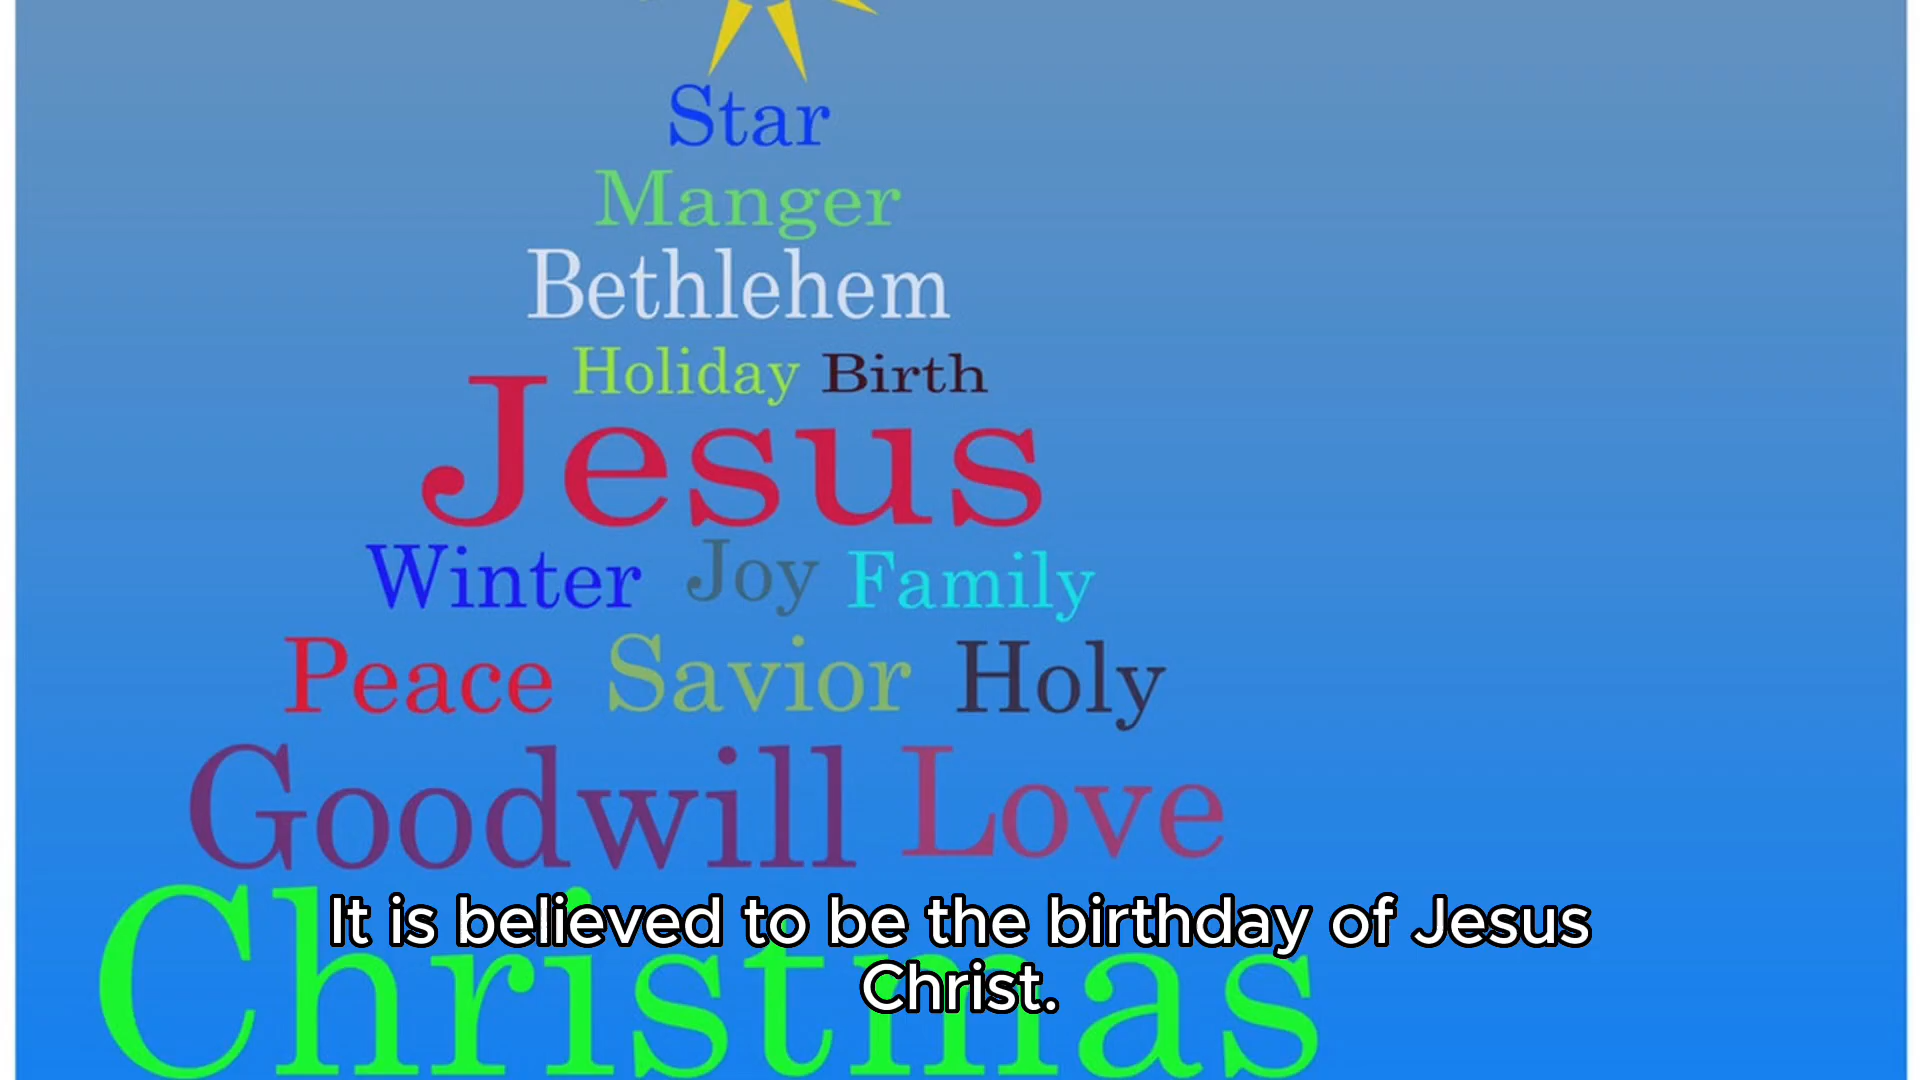 Star
Manger
Bethlehem
Holiday Birth
Jesus
Winter Joy Family
Peace Savior Holy
Goodwill Love
Christmas
It is believed to be the birthday of Jesus
Christ.